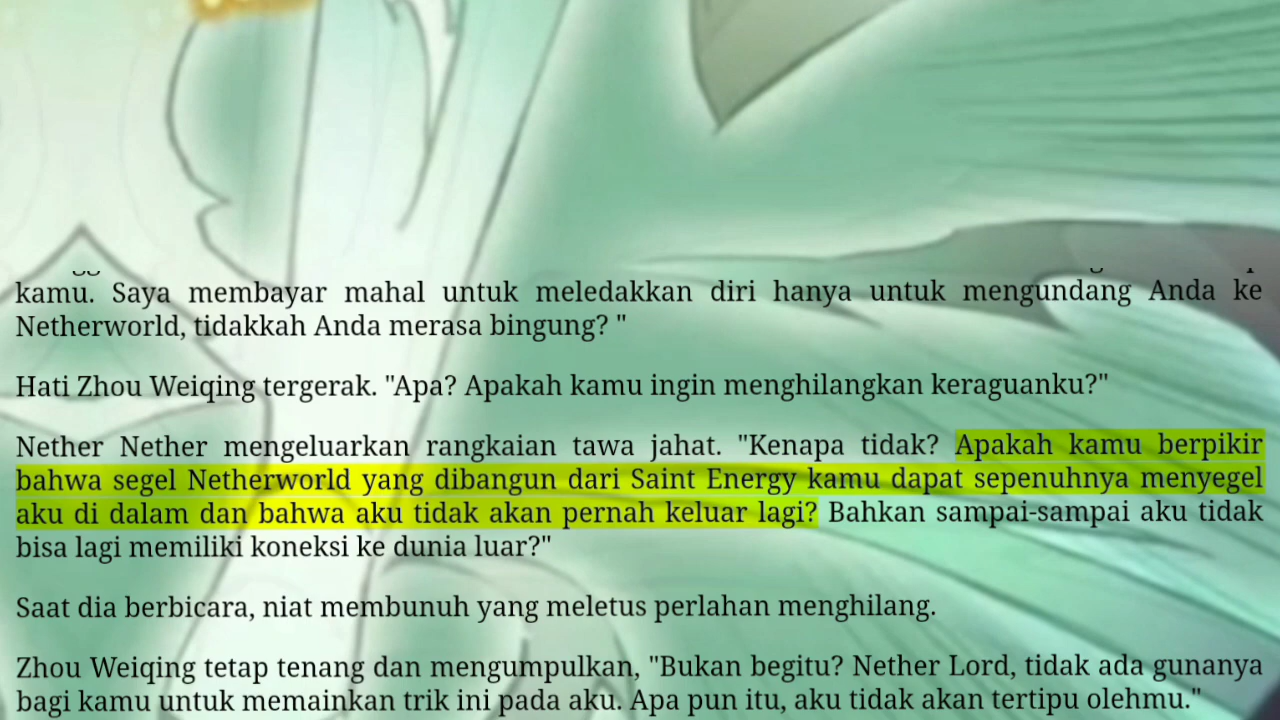 kamu. Saya membayar mahal untuk meledakkan diri hanya untuk mengundang Anda ke
Netherworld, tidakkah Anda merasa bingung? "
Hati Zhou Weiqing tergerak. "Apa? Apakah kamu ingin menghilangkan keraguanku?"
Nether Nether mengeluarkan rangkaian tawa jahat. "Kenapa tidak? Apakah kamu berpikir
bahwa segel Netherworld yang dibangun dari Saint Energy kamu dapat sepenuhnya menyegel
aku di dalam dan bahwa aku tidak akan pernah keluar lagi? Bahkan sampai-sampai aku tidak
bisa lagi memiliki koneksi ke dunia luar?"
Saat dia berbicara, niat membunuh yang meletus perlahan menghilang.
Zhou Weiqing tetap tenang dan mengumpulkan, "Bukan begitu? Nether Lord, tidak ada gunanya
bagi kamu untuk memainkan trik ini pada aku. Apa pun itu, aku tidak akan tertipu olehmu."